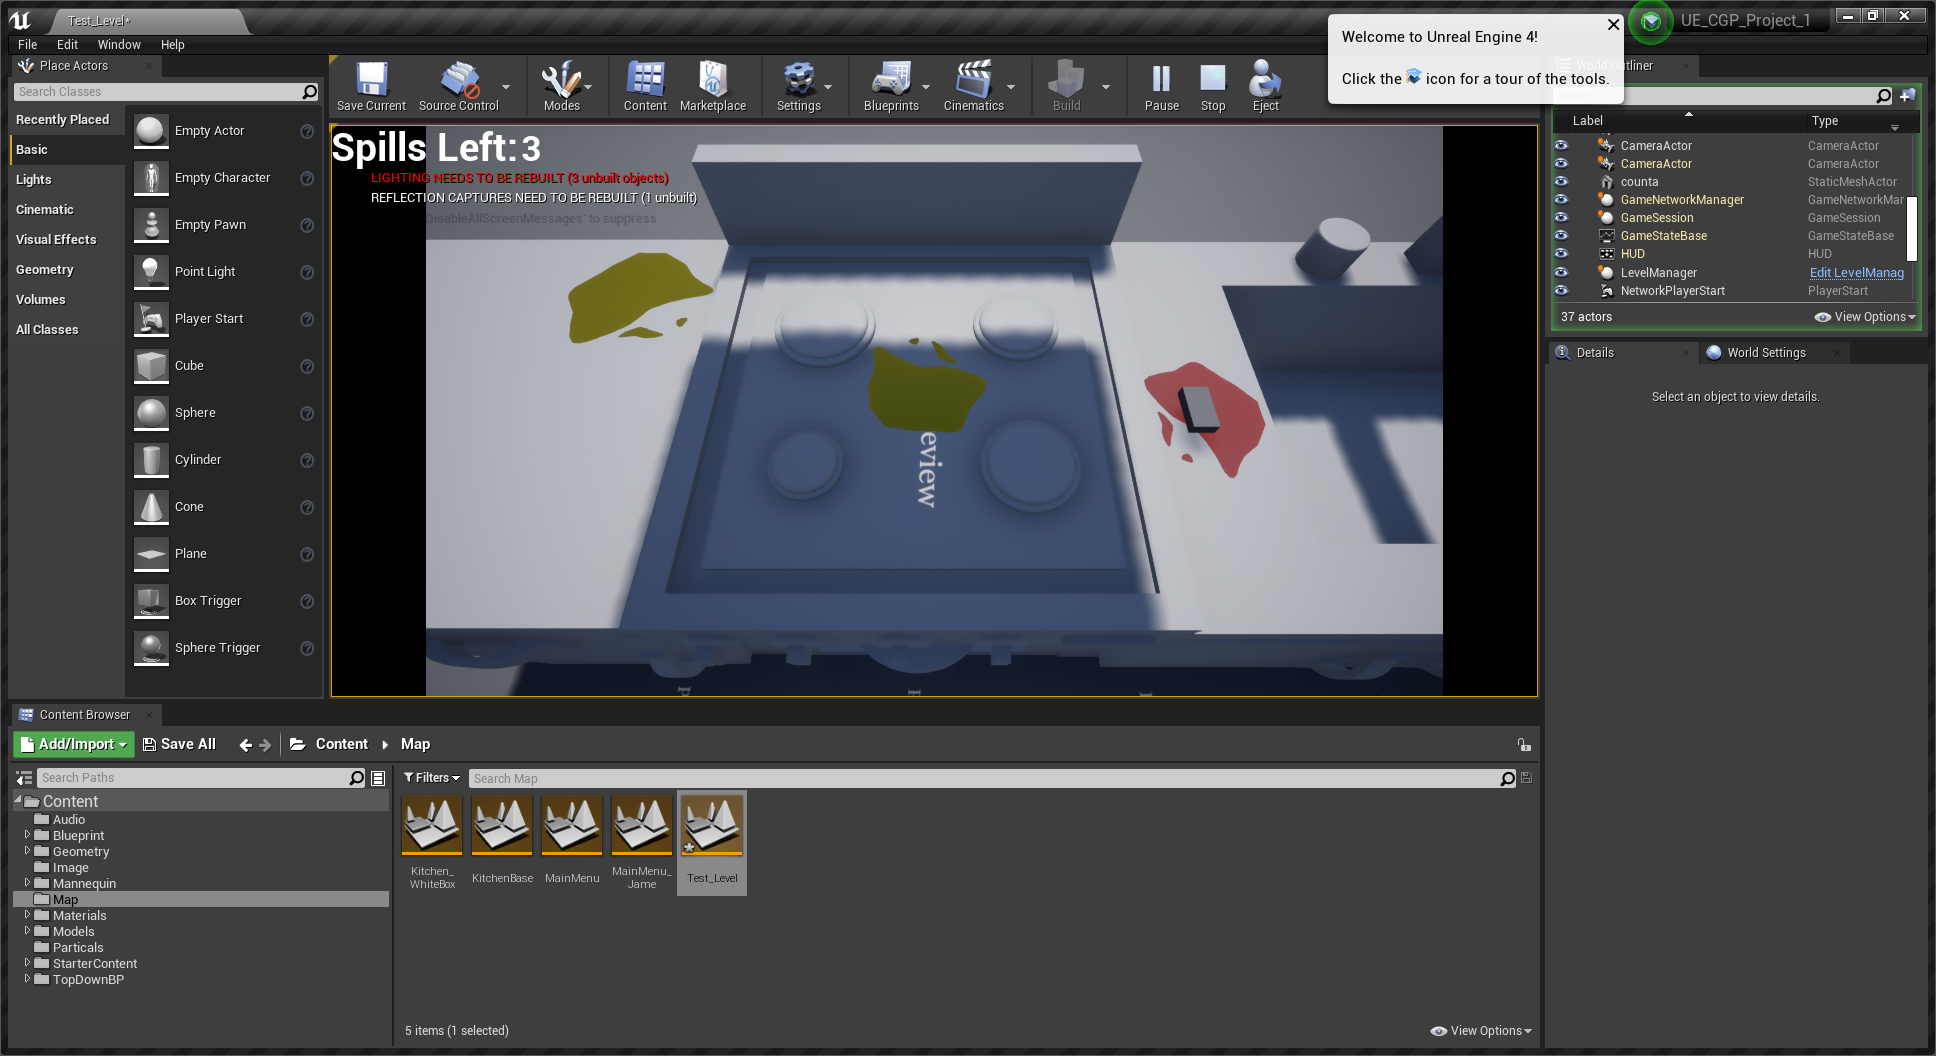 Test_Level*
UE_CGP_Project_1
File Edit Window Help
Welcome to Unreal Engine 4!
Click the icon for a tour of the tools.
Place Actors
Search Classes
Recently Placed
Basic
Lights
Cinematic
Visual Effects
Geometry
Volumes
All Classes
Empty Actor
Empty Character
Empty Pawn
Point Light
Player Start
Cube
Sphere
Cylinder
Cone
Plane
Box Trigger
Sphere Trigger
Save Current Source Control Modes Content Marketplace Settings Blueprints Cinematics Build Pause Stop Eject
Spills Left: 3
LIGHTING NEEDS TO BE REBUILT (3 unbuilt objects)
REFLECTION CAPTURES NEED TO BE REBUILT (1 unbuilt)
DisableAllScreenMessages' to suppress
eview
World Outliner
Label Type
CameraActor CameraActor
CameraActor CameraActor
counta StaticMeshActor
GameNetworkManager GameNetworkMar
GameSession GameSession
GameStateBase GameStateBase
HUD HUD
LevelManager Edit LevelManag
NetworkPlayerStart PlayerStart
37 actors View Options
Details World Settings
Select an object to view details.
Content Browser
Add/Import Save All Content Map
Search Paths
Filters Search Map
Content
Audio
Blueprint
Geometry
Image
Mannequin
Map
Materials
Models
Particals
StarterContent
TopDownBP
Kitchen_
WhiteBox
KitchenBase
MainMenu
MainMenu_
Jame
Test_Level
5 items (1 selected) View Options